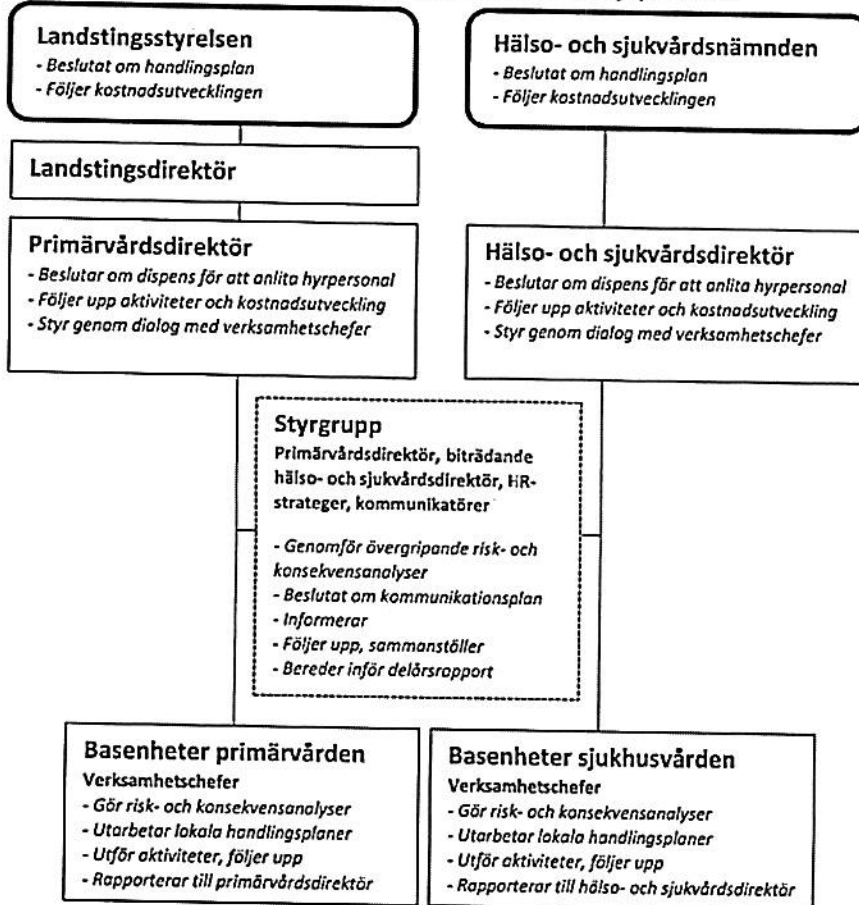 Landstingsstyrelsen
- Beslutat om handlingsplan
- Följer kostnadsutvecklingen
Hälso- och sjukvårdsnämnden
- Beslutat om handlingsplan
- Följer kostnadsutvecklingen
Landstingsdirektör
Primärvårdsdirektör
- Beslutar om dispens för att anlita hyrpersonal
- Följer upp aktiviteter och kostnadsutveckling
- Styr genom dialog med verksamhetschefer
Hälso- och sjukvårdsdirektör
- Beslutar om dispens för att anlita hyrpersonal
- Följer upp aktiviteter och kostnadsutveckling
- Styr genom dialog med verksamhetschefer
Styrgrupp
Primärvårdsdirektör, biträdande
hälso- och sjukvårdsdirektör, HR-
strateger, kommunikatörer
- Genomför övergripande risk- och
konsekvensanalyser
- Beslutat om kommunikationsplan
- Informerar
- Följer upp, sammanställer
- Bereder inför delårsrapport
Basenheter primärvården
Verksamhetschefer
- Gör risk- och konsekvensanalyser
- Utarbetar lokala handlingsplaner
- Utför aktiviteter, följer upp
- Rapporterar till primärvårdsdirektör
Basenheter sjukhusvården
Verksamhetschefer
- Gör risk- och konsekvensanalyser
- Utarbetar lokala handlingsplaner
- Utför aktiviteter, följer upp
- Rapporterar till hälso- och sjukvårdsdirektör